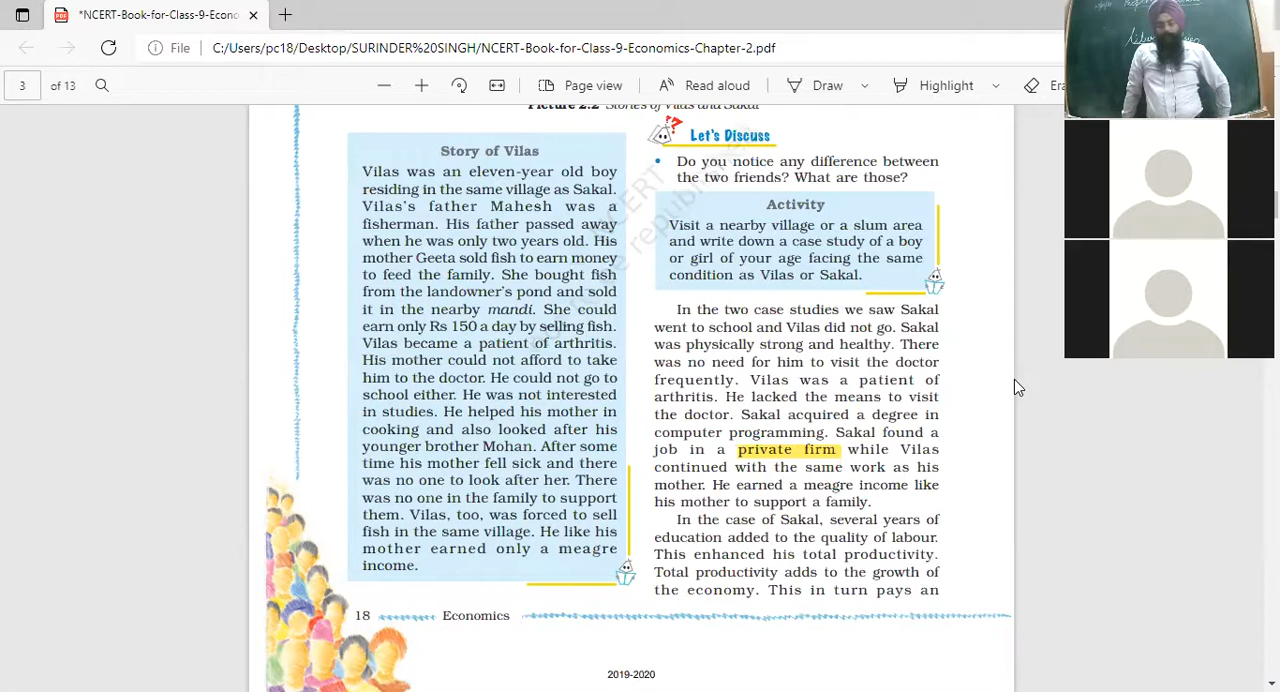 *NCERT-Book-for-Class-9-Econo
File
C:/Users/pc18/Desktop/SURINDER%20SINGH/NCERT-Book-for-Class-9-Economics-Chapter-2.pdf
3 of 13
Page view
Read aloud
Draw
Highlight
Era
Picture 2.2 Stories of Vilas and Sakal
Story of Vilas
Vilas was an eleven-year old boy
residing in the same village as Sakal.
Vilas's father Mahesh was a
fisherman. His father passed away
when he was only two years old. His
mother Geeta sold fish to earn money
to feed the family. She bought fish
from the landowner's pond and sold
it in the nearby mandi. She could
earn only Rs 150 a day by selling fish.
Vilas became a patient of arthritis.
His mother could not afford to take
him to the doctor. He could not go to
school either. He was not interested
in studies. He helped his mother in
cooking and also looked after his
younger brother Mohan. After some
time his mother fell sick and there
was no one to look after her. There
was no one in the family to support
them. Vilas, too, was forced to sell
fish in the same village. He like his
mother earned only a meagre
income.
??
Let's Discuss
• Do you notice any difference between
the two friends? What are those?
Activity
Visit a nearby village or a slum area
and write down a case study of a boy
or girl of your age facing the same
condition as Vilas or Sakal.
In the two case studies we saw Sakal
went to school and Vilas did not go. Sakal
was physically strong and healthy. There
was no need for him to visit the doctor
frequently. Vilas was a patient of
arthritis. He lacked the means to visit
the doctor. Sakal acquired a degree in
computer programming. Sakal found a
job in a private firm while Vilas
continued with the same work as his
mother. He earned a meagre income like
his mother to support a family.
In the case of Sakal, several years of
education added to the quality of labour.
This enhanced his total productivity.
Total productivity adds to the growth of
the economy. This in turn pays an
18
Economics
2019-2020
NCERT